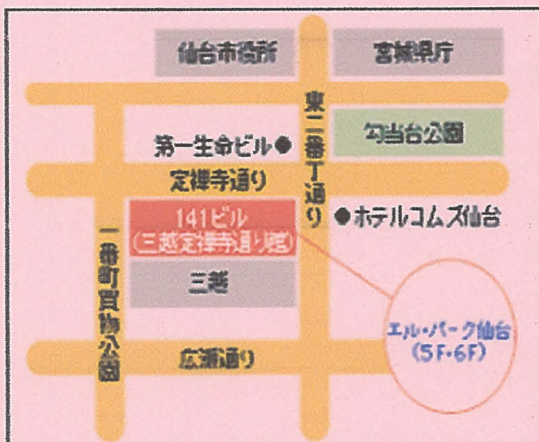 仙台市役所
宮城県庁
東二番丁通り
勾当台公園
第一生命ビル
定禅寺通り
141ビル
(三越定禅寺通り館)
ホテルコムズ仙台
一番町買物公園
三越
エル・パーク仙台
(5F・6F)
広瀬通り